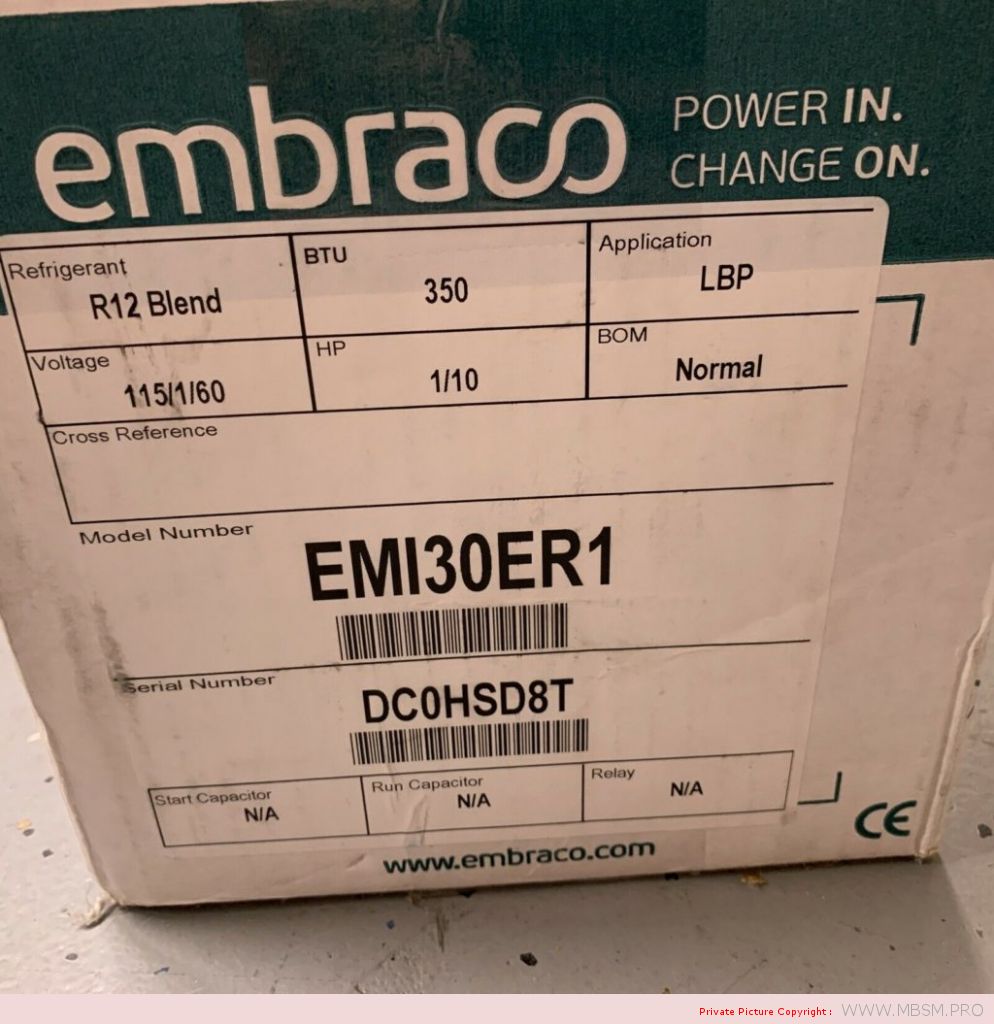 embraco
POWER IN.
CHANGE ON.
Refrigerant
R12 Blend
BTU
350
Application
LBP
Voltage
115/1/60
HP
1/10
BOM
Normal
Cross Reference
Model Number
EMI30ER1
Serial Number
DC0HSD8T
Start Capacitor
N/A
Run Capacitor
N/A
Relay
N/A
CE
www.embraco.com
Private Picture Copyright : WWW.MBSM.PRO